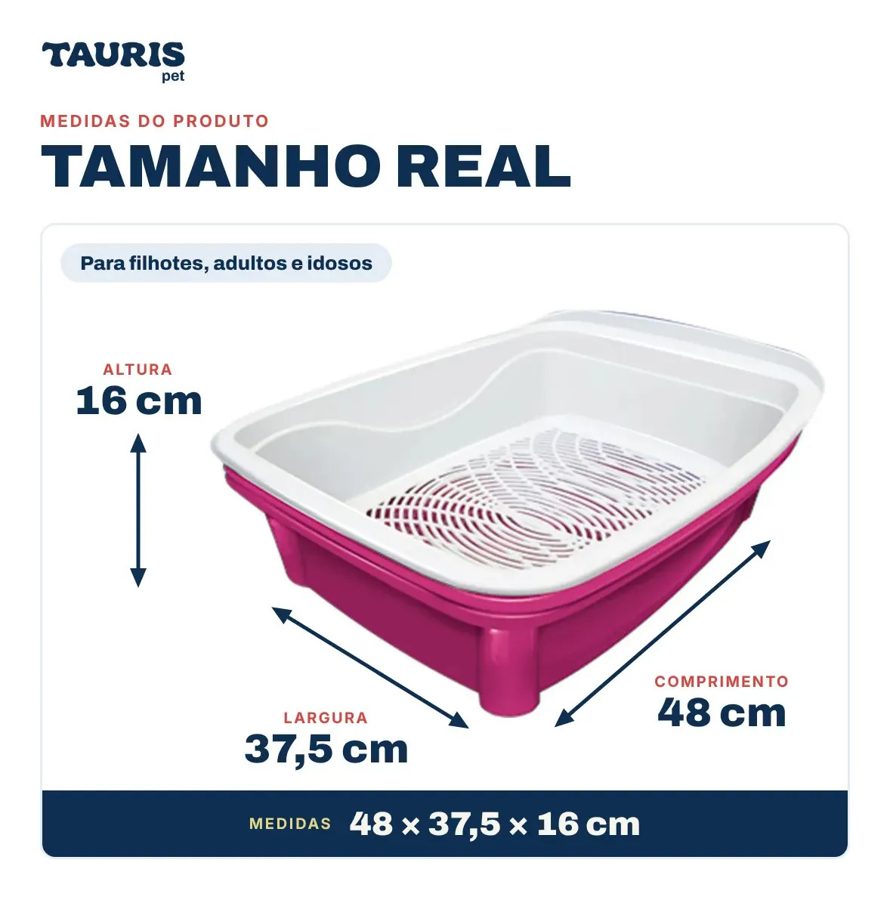 TAURIS
pet
MEDIDAS DO PRODUTO
TAMANHO REAL
Para filhotes, adultos e idosos
ALTURA
16 cm
LARGURA
37,5 cm
COMPRIMENTO
48 cm
MEDIDAS 48 × 37,5 × 16 cm